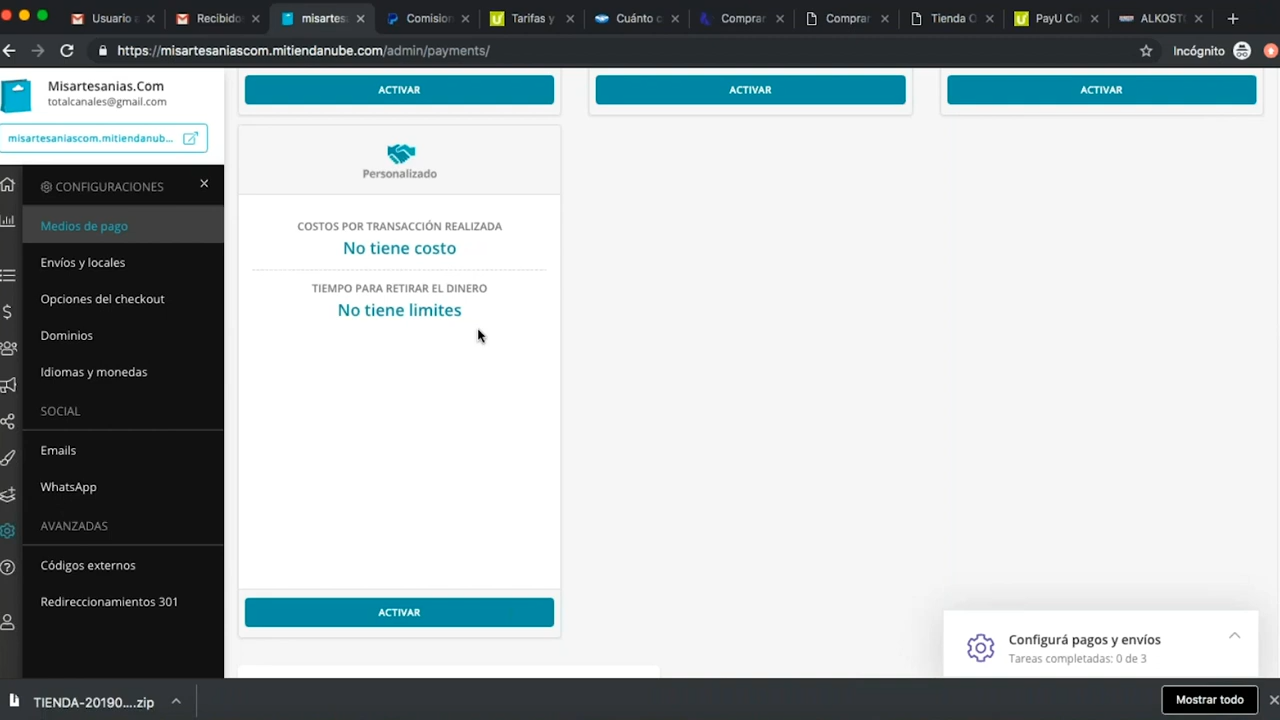 Usuario a
Recibido
misartes
Comision
Tarifas y
Cuánto c
Comprar
Comprar
Tienda O
PayU Col
ALKOST
https://misartesaniascom.mitiendanube.com/admin/payments/
Incógnito
Misartesanias.Com
totalcanales@gmail.com
misartesaniascom.mitiendanub...
CONFIGURACIONES
Medios de pago
Envíos y locales
Opciones del checkout
Dominios
Idiomas y monedas
SOCIAL
Emails
WhatsApp
AVANZADAS
Códigos externos
Redireccionamientos 301
ACTIVAR
ACTIVAR
ACTIVAR
Personalizado
COSTOS POR TRANSACCIÓN REALIZADA
No tiene costo
TIEMPO PARA RETIRAR EL DINERO
No tiene limites
ACTIVAR
Configurá pagos y envíos
Tareas completadas: 0 de 3
TIENDA-20190....zip
Mostrar todo